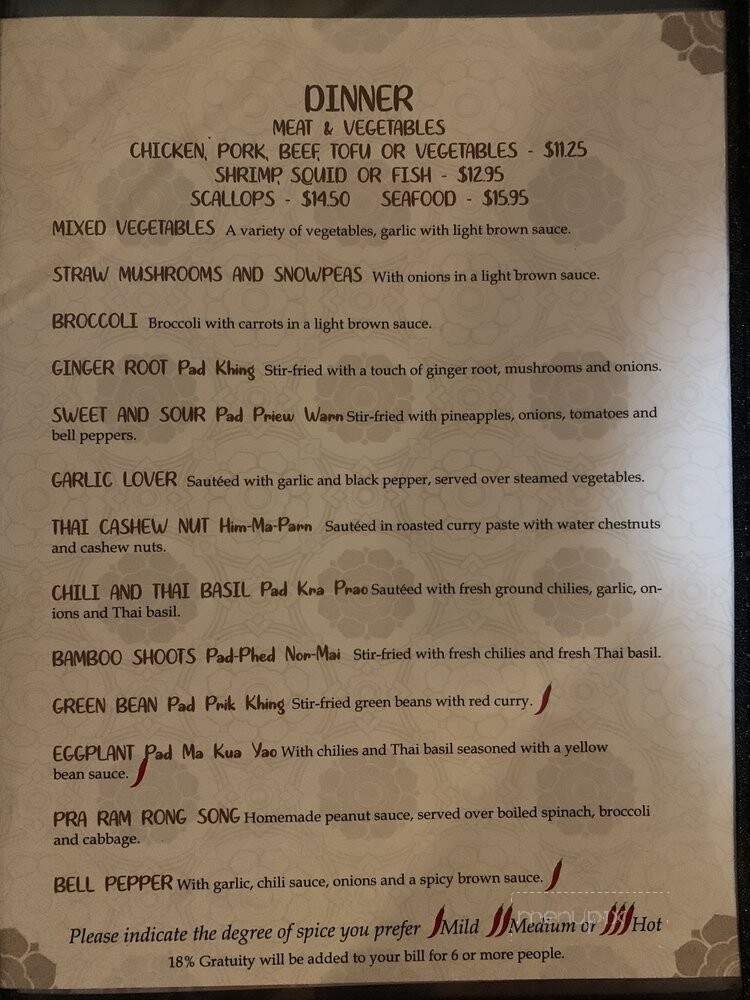 DINNER
MEAT & VEGETABLES
CHICKEN, PORK, BEEF, TOFU OR VEGETABLES - $11.25
SHRIMP, SQUID OR FISH - $12.95
SCALLOPS - $14.50 SEAFOOD - $15.95
MIXED VEGETABLES A variety of vegetables, garlic with light brown sauce.
STRAW MUSHROOMS AND SNOWPEAS With onions in a light brown sauce.
BROCCOLI Broccoli with carrots in a light brown sauce.
GINGER ROOT Pad Khing Stir-fried with a touch of ginger root, mushrooms and onions.
SWEET AND SOUR Pad Priew Warn Stir-fried with pineapples, onions, tomatoes and
bell peppers.
GARLIC LOVER Sautéed with garlic and black pepper, served over steamed vegetables.
THAI CASHEW NUT Him-Ma-Parn Sautéed in roasted curry paste with water chestnuts
and cashew nuts.
CHILI AND THAI BASIL Pad Kra Prao Sautéed with fresh ground chilies, garlic, on-
ions and Thai basil.
BAMBOO SHOOTS Pad-Phed Nor-Mai Stir-fried with fresh chilies and fresh Thai basil.
GREEN BEAN Pad Prik Khing Stir-fried green beans with red curry.
EGGPLANT Pad Ma Kua Yao With chilies and Thai basil seasoned with a yellow
bean sauce.
PRA RAM RONG SONG Homemade peanut sauce, served over boiled spinach, broccoli
and cabbage.
BELL PEPPER With garlic, chili sauce, onions and a spicy brown sauce.
Please indicate the degree of spice you prefer Mild Medium or Hot
18% Gratuity will be added to your bill for 6 or more people.